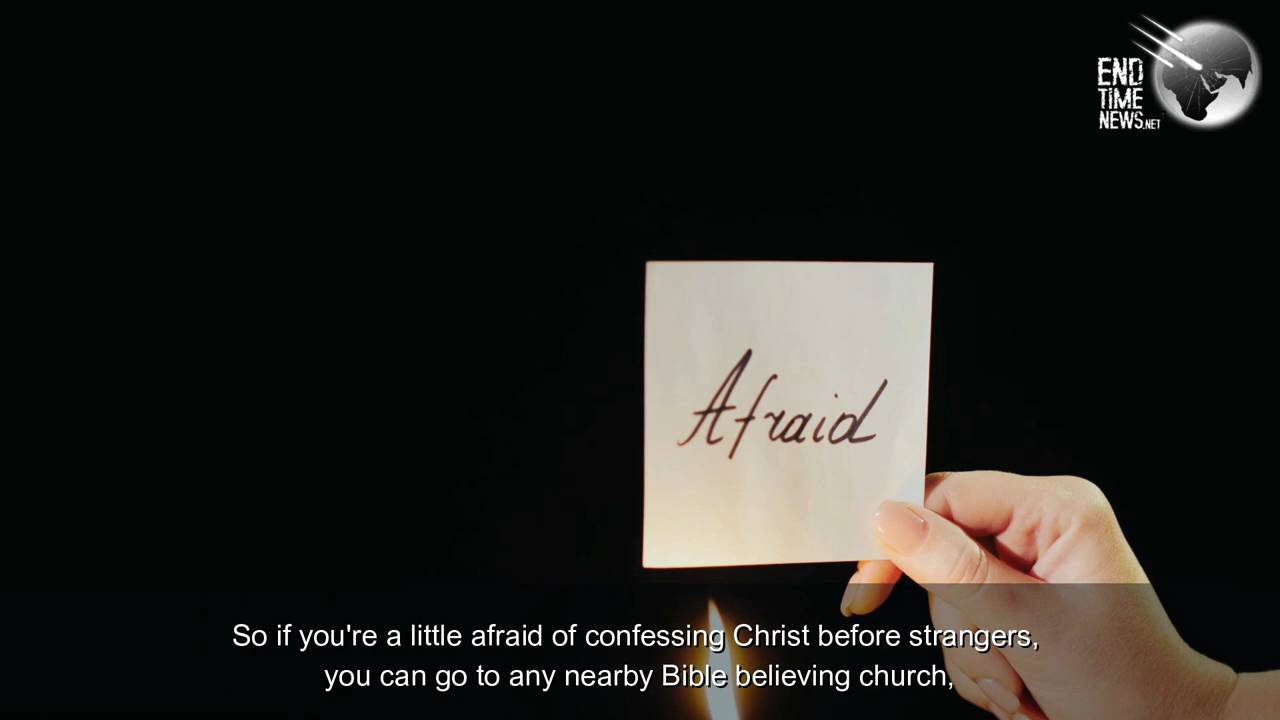 END
TIME
NEWS.NET
Afraid
So if you're a little afraid of confessing Christ before strangers,
you can go to any nearby Bible believing church,